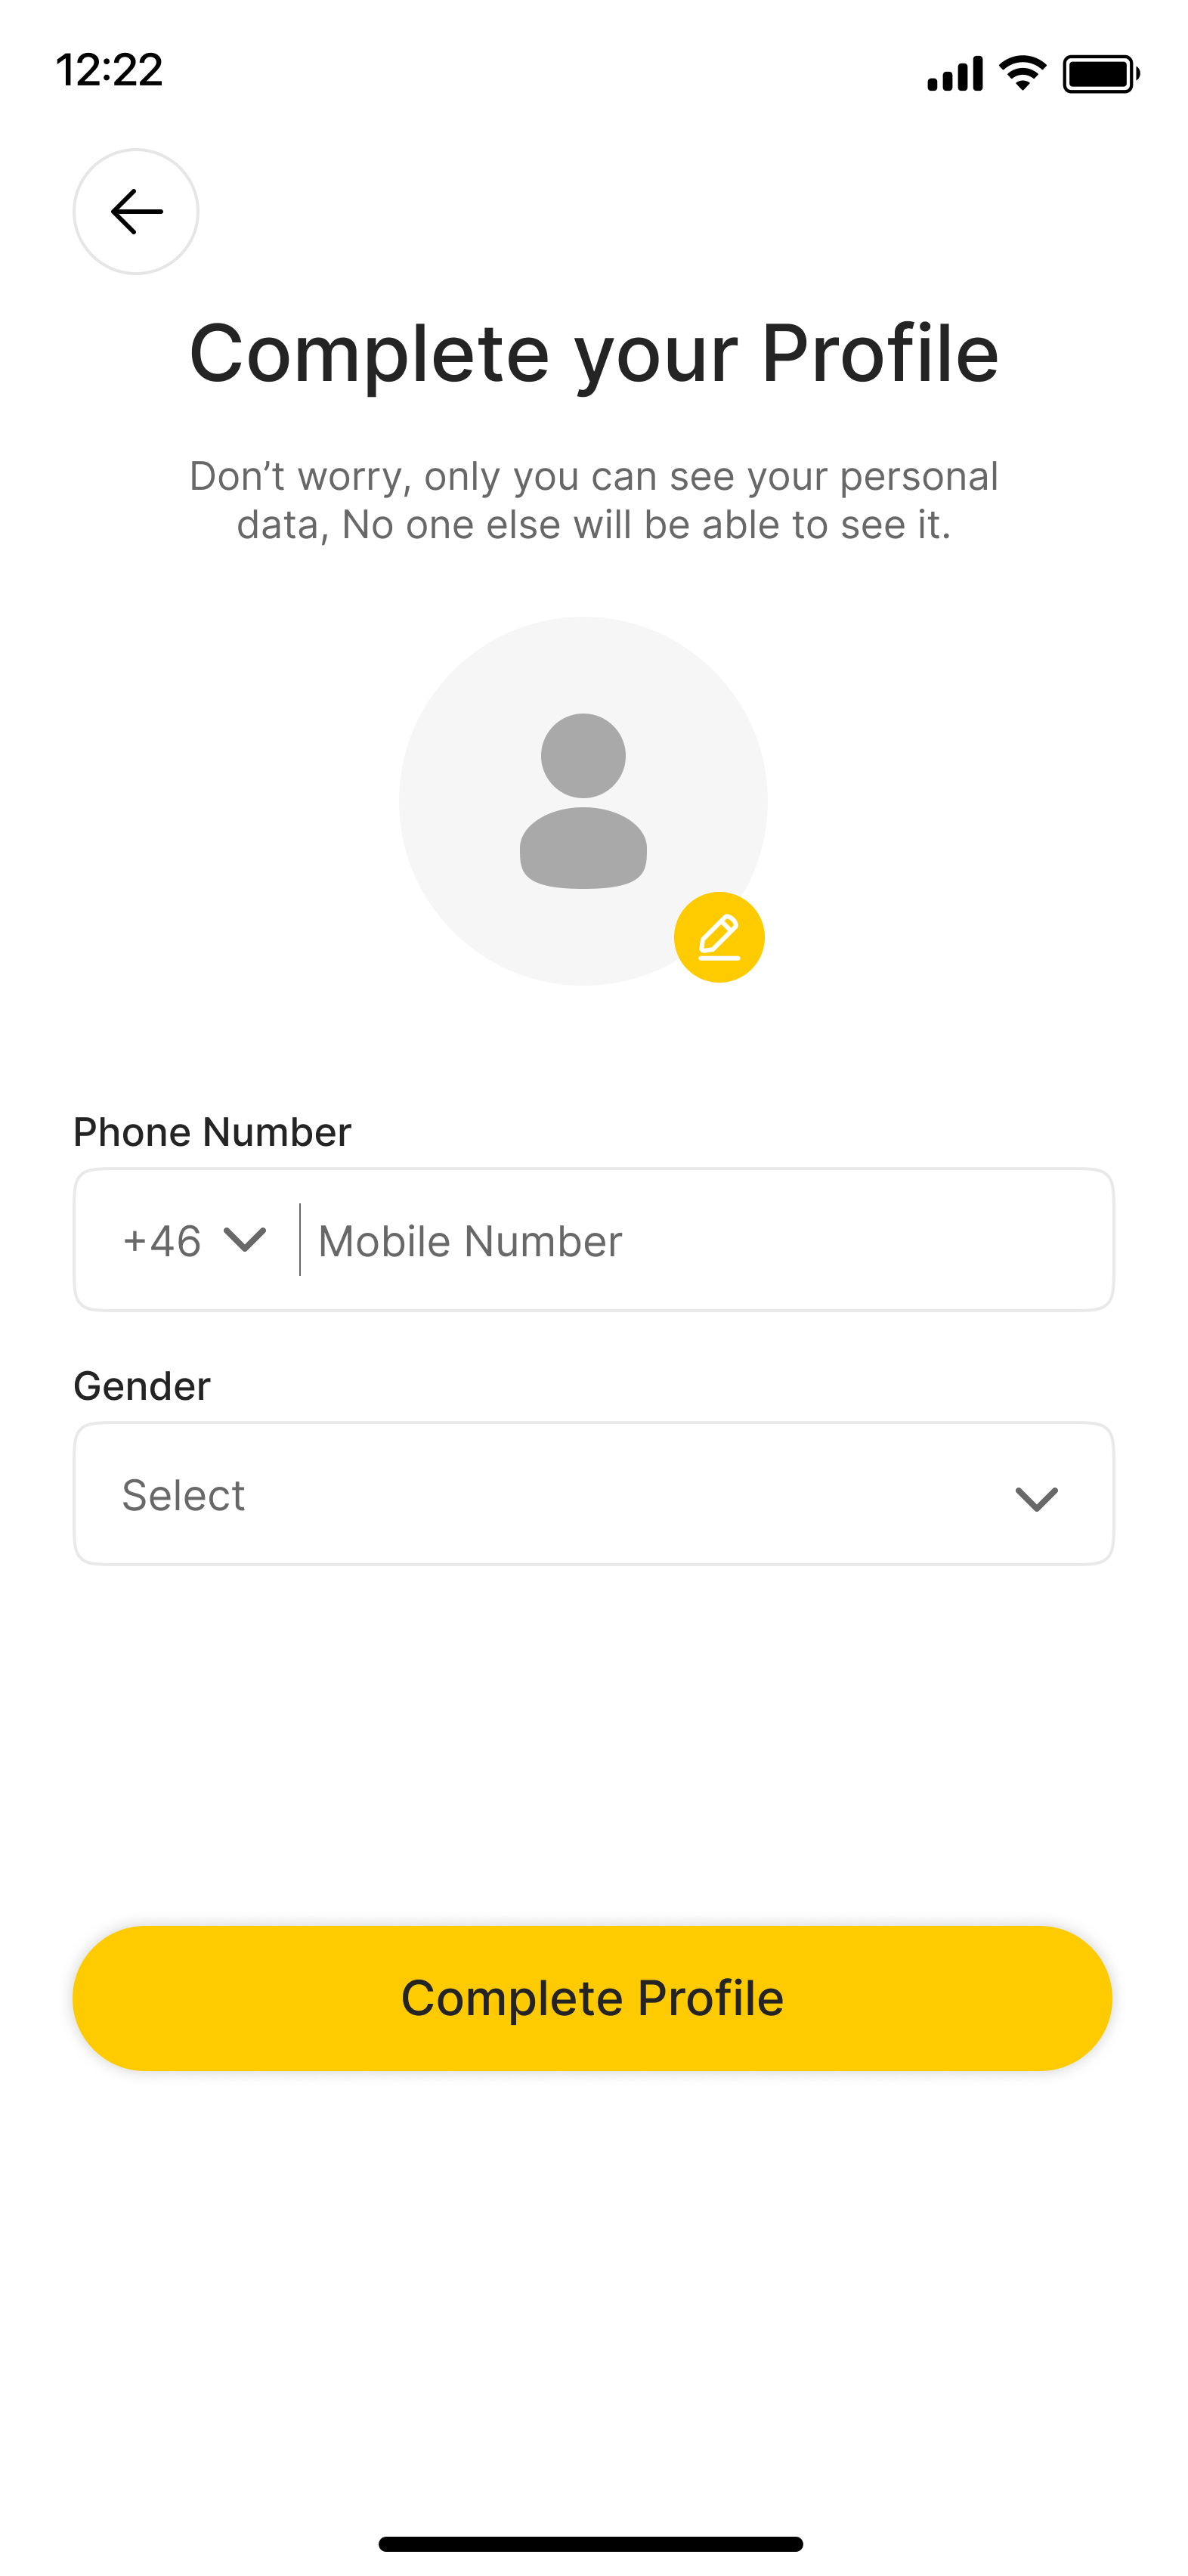 12:22
Complete your Profile
Don’t worry, only you can see your personal
data, No one else will be able to see it.
Phone Number
+46 Mobile Number
Gender
Select
Complete Profile